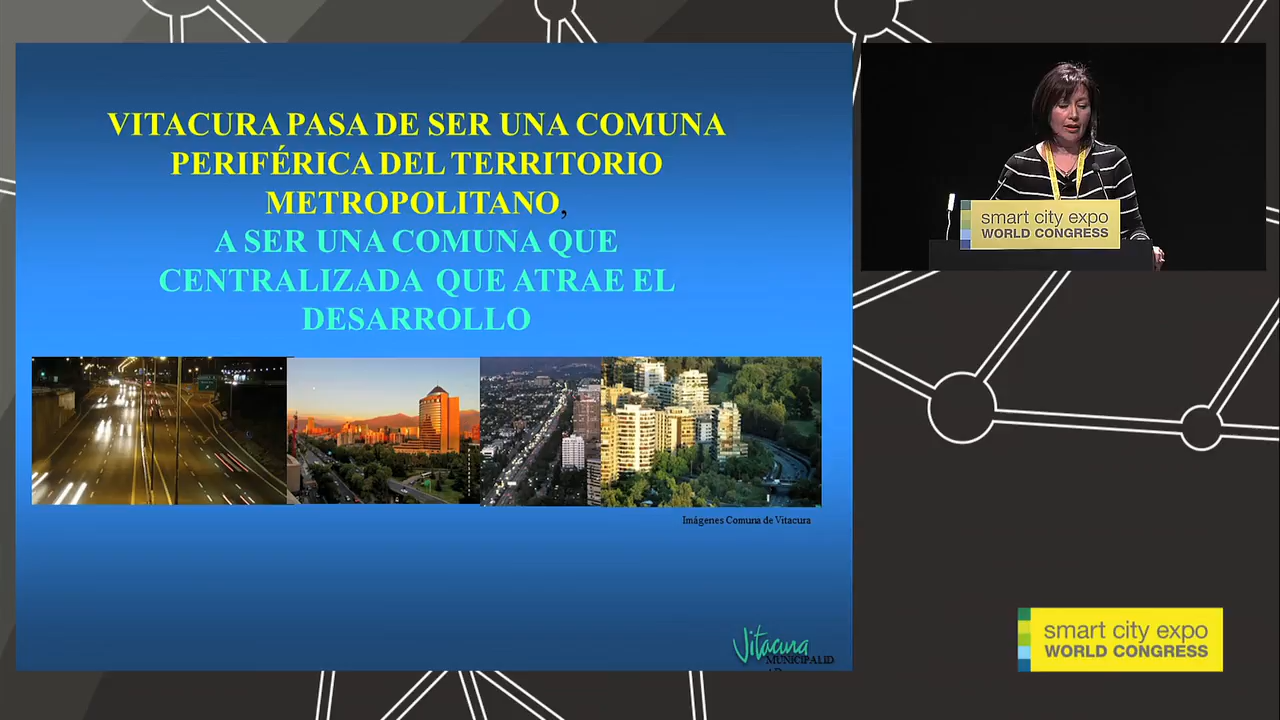 VITACURA PASA DE SER UNA COMUNA
PERIFÉRICA DEL TERRITORIO
METROPOLITANO,
A SER UNA COMUNA QUE
CENTRALIZADA QUE ATRAE EL
DESARROLLO
Imágenes Comuna de Vitacura
Vitacura
MUNICIPALID
smart city expo
WORLD CONGRESS
smart city expo
WORLD CONGRESS